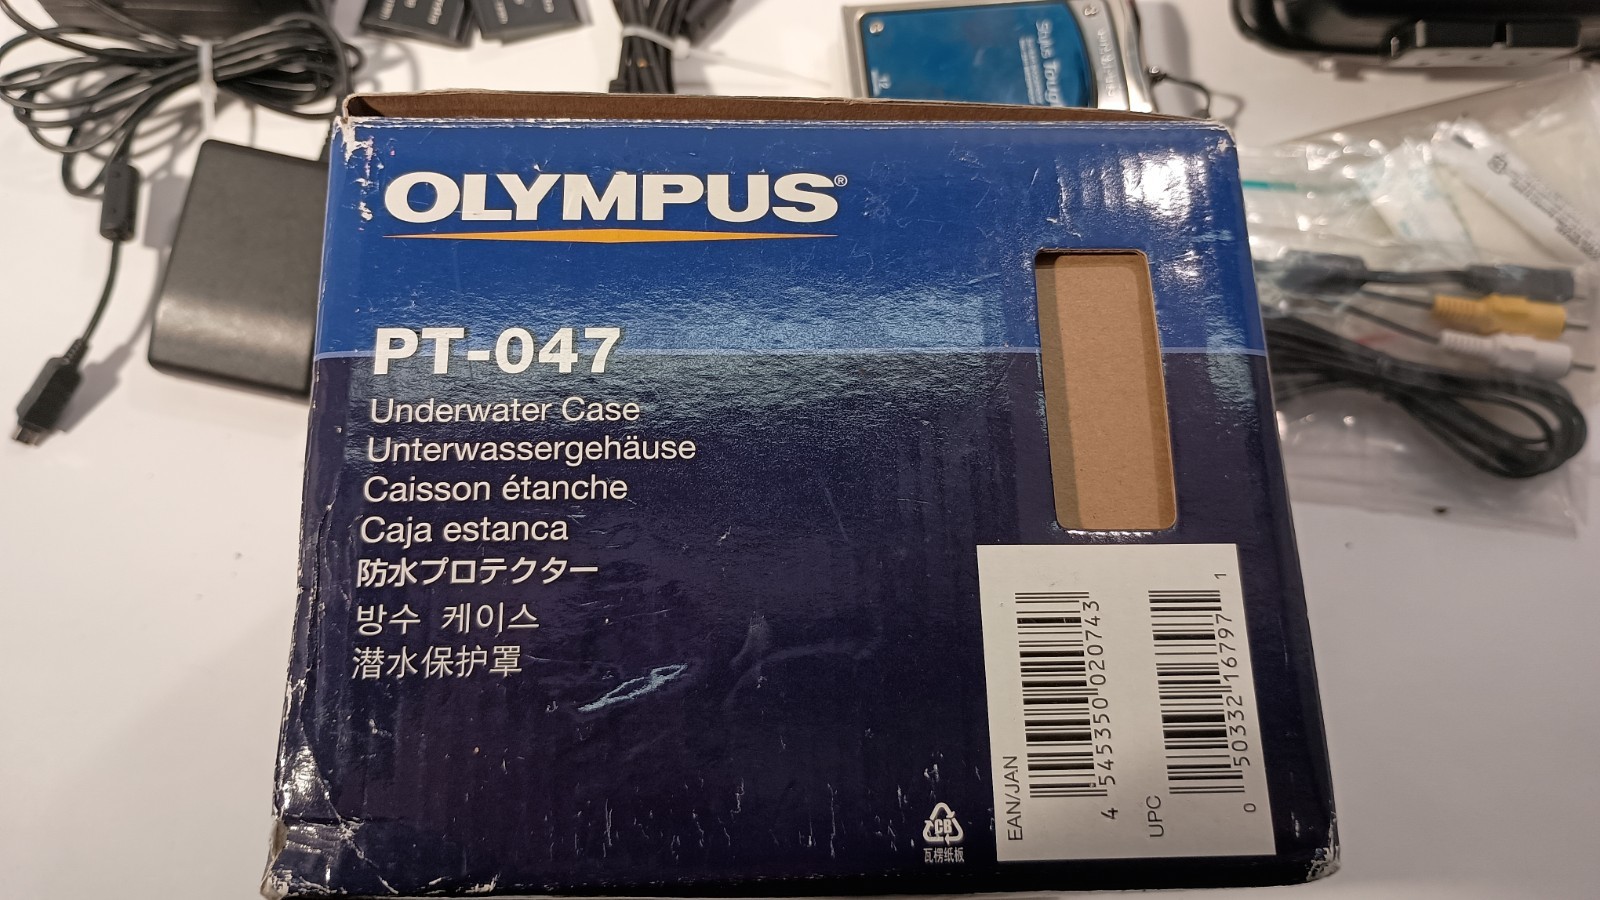 OLYMPUS®
PT-047
Underwater Case
Unterwassergehäuse
Caisson étanche
Caja estanca
防水プロテクター
방수 케이스
潜水保护罩
CB
瓦楞纸板
EAN/JAN
4 545350 020743
UPC
0 50332 16797 1